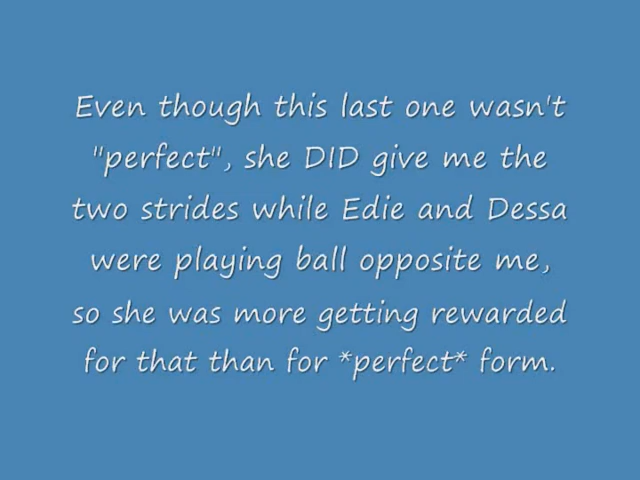 Even though this last one wasn't
"perfect", she DID give me the
two strides while Edie and Dessa
were playing ball opposite me,
so she was more getting rewarded
for that than for *perfect* form.